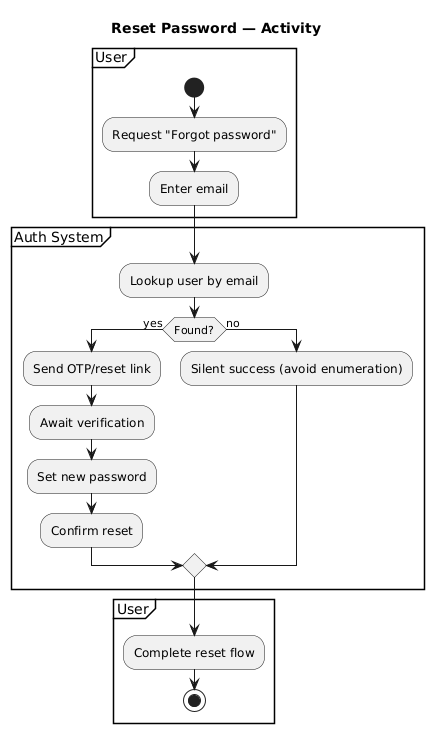 Reset Password — Activity
User
Request "Forgot password"
Enter email
Auth System
Lookup user by email
yes
Found?
no
Send OTP/reset link
Silent success (avoid enumeration)
Await verification
Set new password
Confirm reset
User
Complete reset flow